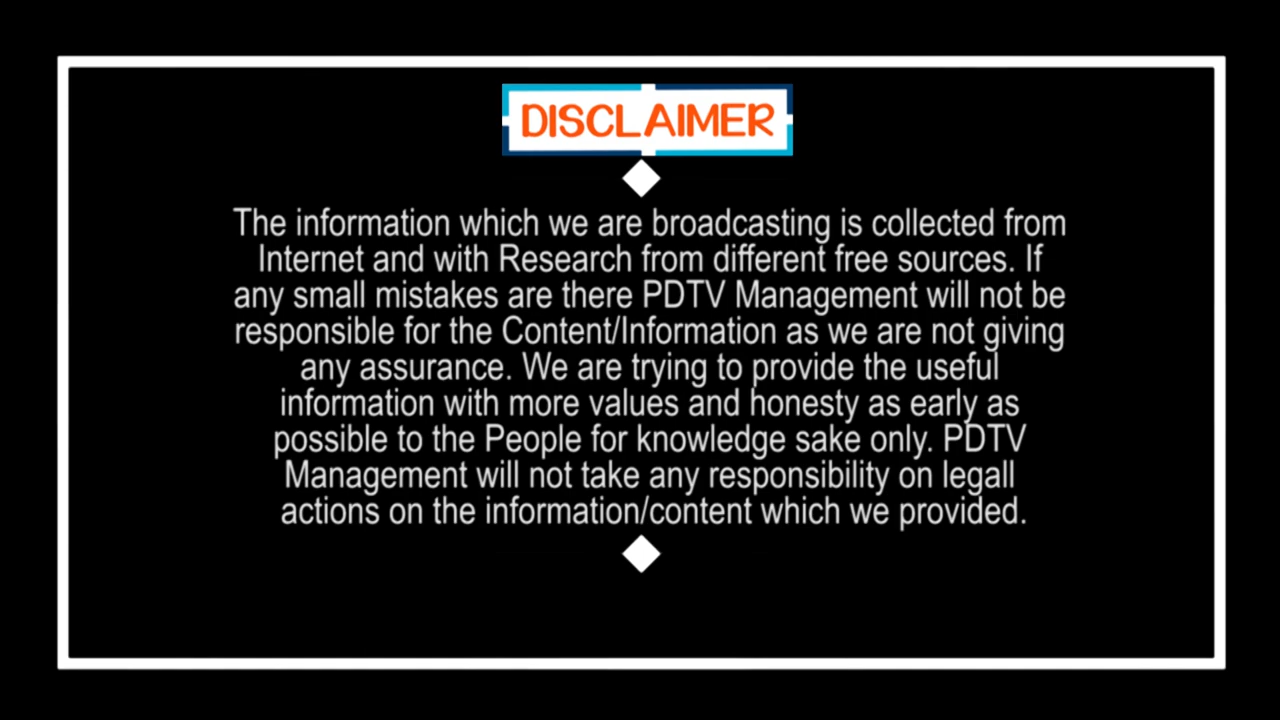 DISCLAIMER
The information which we are broadcasting is collected from
Internet and with Research from different free sources. If
any small mistakes are there PDTV Management will not be
responsible for the Content/Information as we are not giving
any assurance. We are trying to provide the useful
information with more values and honesty as early as
possible to the People for knowledge sake only. PDTV
Management will not take any responsibility on legall
actions on the information/content which we provided.